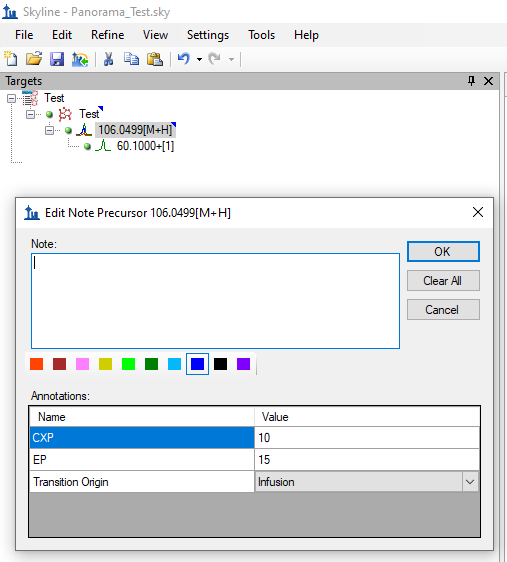 Skyline - Panorama_Test.sky
File Edit Refine View Settings Tools Help
Targets
Test
Test
106.0499[M+H]
60.1000+[1]
Edit Note Precursor 106.0499[M+H]
Note:
OK
Clear All
Cancel
Annotations:
Name Value
CXP 10
EP 15
Transition Origin Infusion